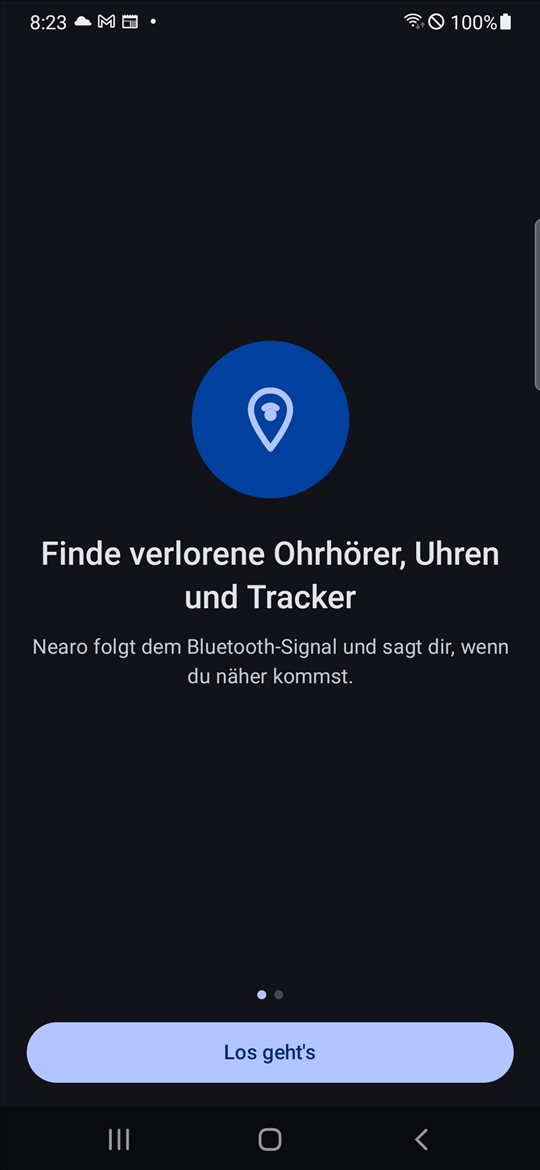 8:23
100%
Finde verlorene Ohrhörer, Uhren
und Tracker
Nearo folgt dem Bluetooth-Signal und sagt dir, wenn
du näher kommst.
Los geht's